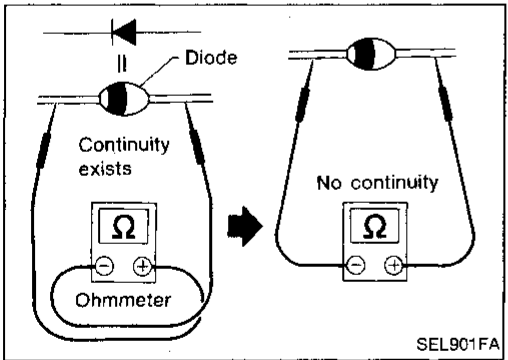 Diode
Continuity
exists
No continuity
Ω
Ω
− +
− +
Ohmmeter
SEL901FA